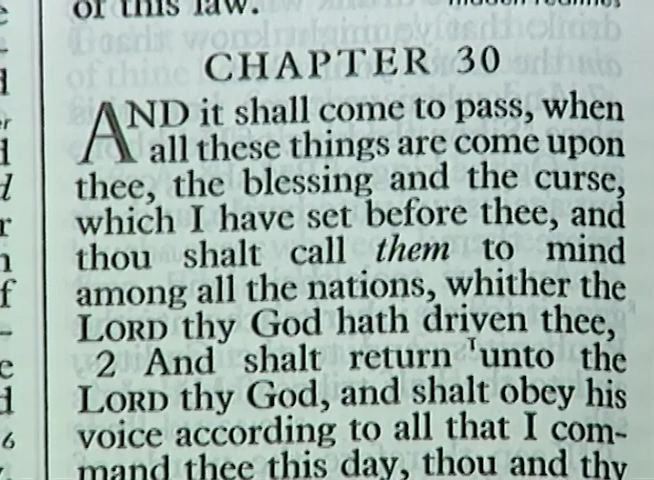 of this law.
CHAPTER 30
AND it shall come to pass, when
all these things are come upon
thee, the blessing and the curse,
which I have set before thee, and
thou shalt call them to mind
among all the nations, whither the
LORD thy God hath driven thee,
2 And shalt return unto the
LORD thy God, and shalt obey his
voice according to all that I com-
mand thee this day, thou and thy